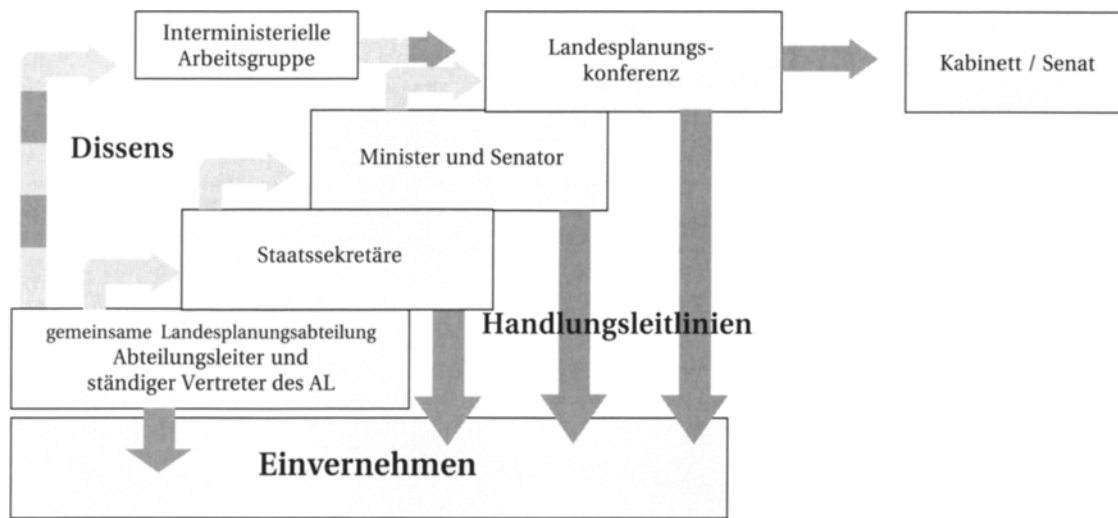 Interministerielle
Arbeitsgruppe
Landesplanungs-
konferenz
Kabinett / Senat
Dissens
Minister und Senator
Staatssekretäre
Handlungsleitlinien
gemeinsame Landesplanungsabteilung
Abteilungsleiter und
ständiger Vertreter des AL
Einvernehmen